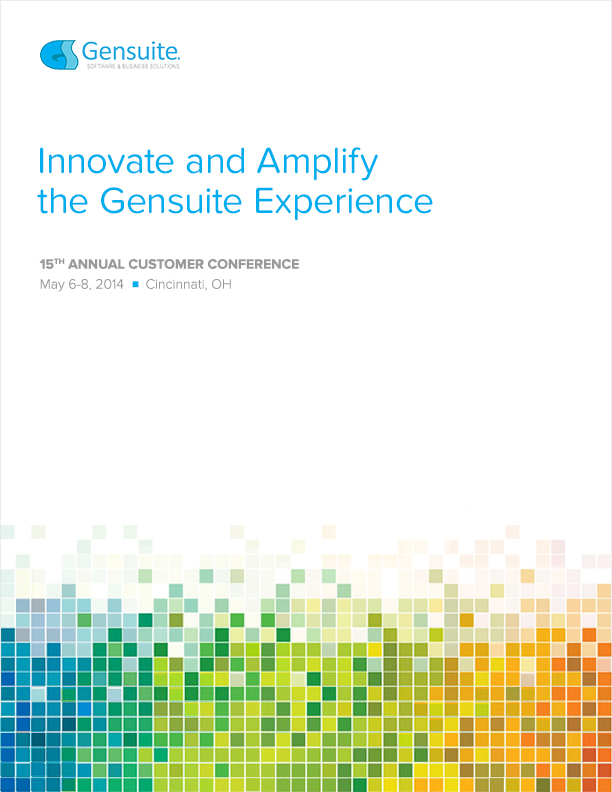 Gensuite.
SOFTWARE & BUSINESS SOLUTIONS
Innovate and Amplify
the Gensuite Experience
15TH ANNUAL CUSTOMER CONFERENCE
May 6-8, 2014 ■ Cincinnati, OH